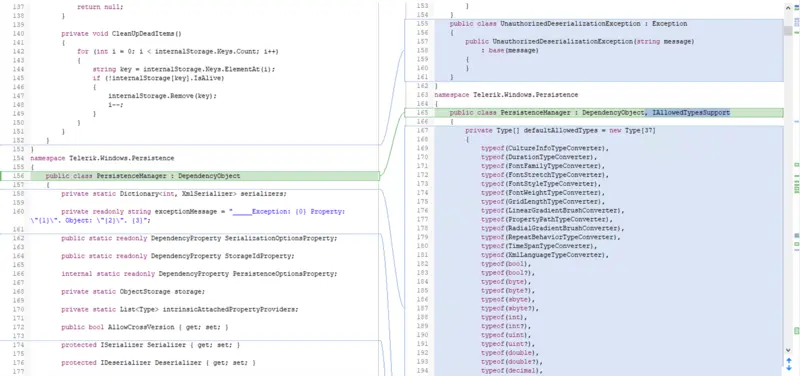 137 return null;
138 }
139
140 private void CleanUpDeadItems()
141 {
142 for (int i = 0; i < internalStorage.Keys.Count; i++)
143 {
144 string key = internalStorage.Keys.ElementAt(i);
145 if (!internalStorage[key].IsAlive)
146 {
147 internalStorage.Remove(key);
148 i--;
149 }
150 }
151 }
152 }
153 }
154 namespace Telerik.Windows.Persistence
155 {
156 public class PersistenceManager : DependencyObject
157 {
158 private static Dictionary<int, XmlSerializer> serializers;
159
160 private readonly string exceptionMessage = "_____Exception: {0} Property:
\"{1}\". Object: \"{2}\". {3}";
161
162 public static readonly DependencyProperty SerializationOptionsProperty;
163
164 public static readonly DependencyProperty StorageIdProperty;
165
166 internal static readonly DependencyProperty PersistenceOptionsProperty;
167
168 private static ObjectStorage storage;
169
170 private static List<Type> intrinsicAttachedPropertyProviders;
171
172 public bool AllowCrossVersion { get; set; }
173
174 protected ISerializer Serializer { get; set; }
175
176 protected IDeserializer Deserializer { get; set; }
177
153 }
154 }
155 public class UnauthorizedDeserializationException : Exception
156 {
157 public UnauthorizedDeserializationException(string message)
158 : base(message)
159 {
160 }
161 }
162 }
163 namespace Telerik.Windows.Persistence
164 {
165 public class PersistenceManager : DependencyObject, IAllowedTypesSupport
166 {
167 private Type[] defaultAllowedTypes = new Type[37]
168 {
169 typeof(CultureInfoTypeConverter),
170 typeof(DurationTypeConverter),
171 typeof(FontFamilyTypeConverter),
172 typeof(FontStretchTypeConverter),
173 typeof(FontStyleTypeConverter),
174 typeof(FontWeightTypeConverter),
175 typeof(GridLengthTypeConverter),
176 typeof(LinearGradientBrushConverter),
177 typeof(PropertyPathTypeConverter),
178 typeof(RadialGradientBrushConverter),
179 typeof(RepeatBehaviorTypeConverter),
180 typeof(TimeSpanTypeConverter),
181 typeof(XmlLanguageTypeConverter),
182 typeof(bool),
183 typeof(bool?),
184 typeof(byte),
185 typeof(byte?),
186 typeof(sbyte),
187 typeof(sbyte?),
188 typeof(int),
189 typeof(int?),
190 typeof(uint),
191 typeof(uint?),
192 typeof(double),
193 typeof(double?),
194 typeof(decimal),